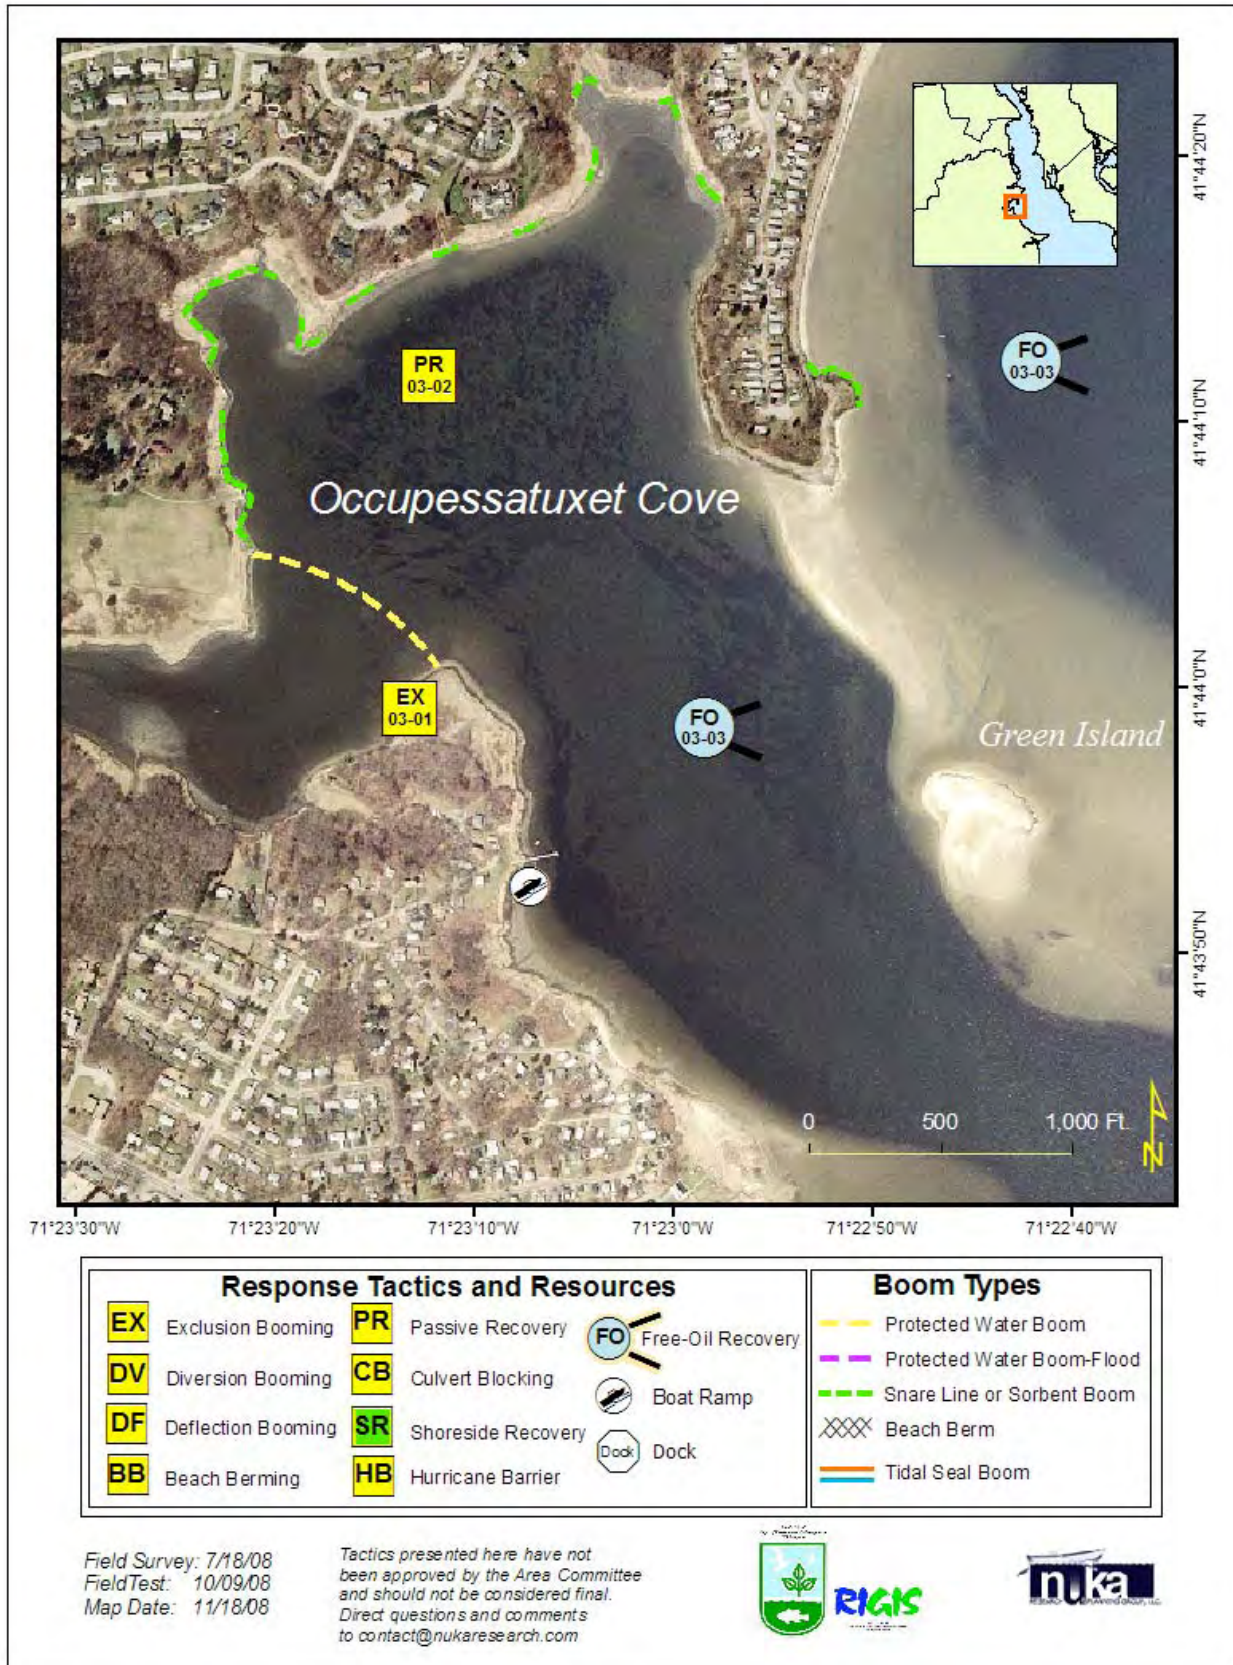 41°44'20"N
FO
03-03
PR
03-02
41°44'10"N
Occupessatuxet Cove
EX
03-01
FO
03-03
41°44'0"N
Green Island
41°43'50"N
0 500 1,000 Ft.
N
71°23'30"W 71°23'20"W 71°23'10"W 71°23'0"W 71°22'50"W 71°22'40"W
Response Tactics and Resources
EX Exclusion Booming
DV Diversion Booming
DF Deflection Booming
BB Beach Berming
PR Passive Recovery
CB Culvert Blocking
SR Shoreside Recovery
HB Hurricane Barrier
FO Free-Oil Recovery
Boat Ramp
Dock Dock
Boom Types
Protected Water Boom
Protected Water Boom-Flood
Snare Line or Sorbent Boom
Beach Berm
Tidal Seal Boom
Field Survey: 7/18/08
FieldTest: 10/09/08
Map Date: 11/18/08
Tactics presented here have not
been approved by the Area Committee
and should not be considered final.
Direct questions and comments
to contact@nukaresearch.com
RIGIS
nuka